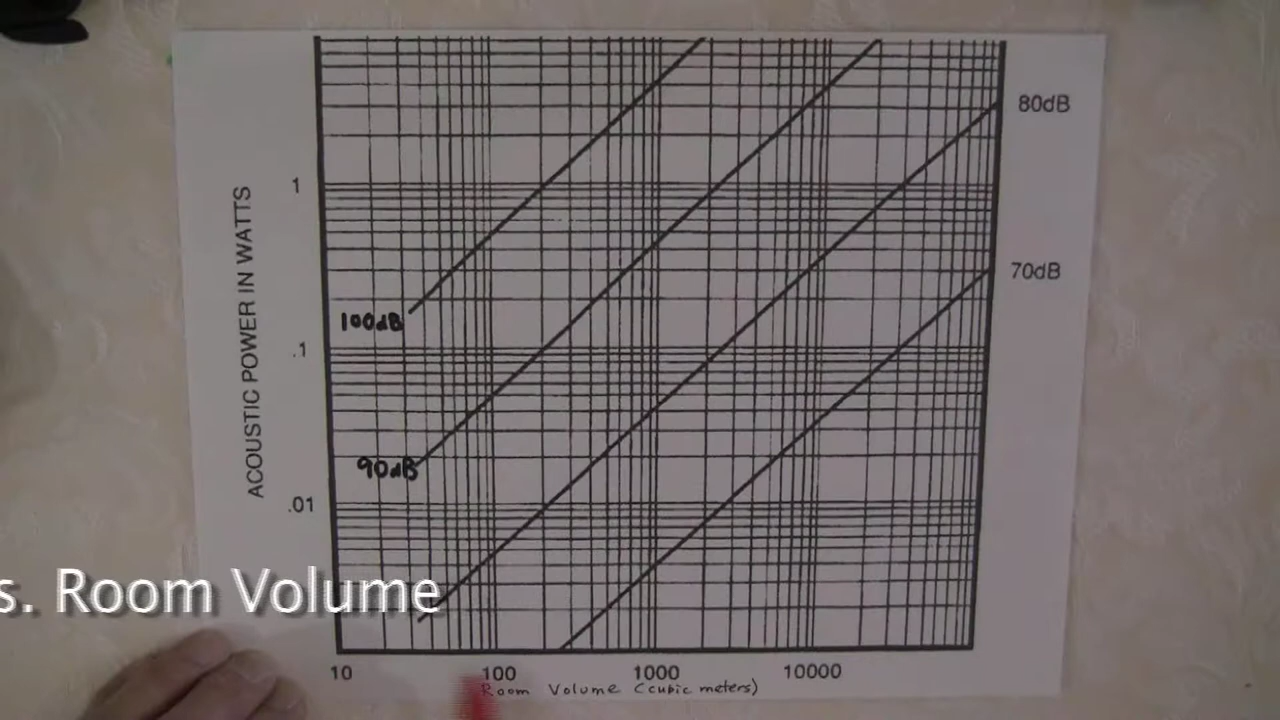 80dB
ACOUSTIC POWER IN WATTS
1
70dB
100dB
.1
90dB
.01
s. Room Volume
10 100 1000 10000
Room Volume (cubic meters)